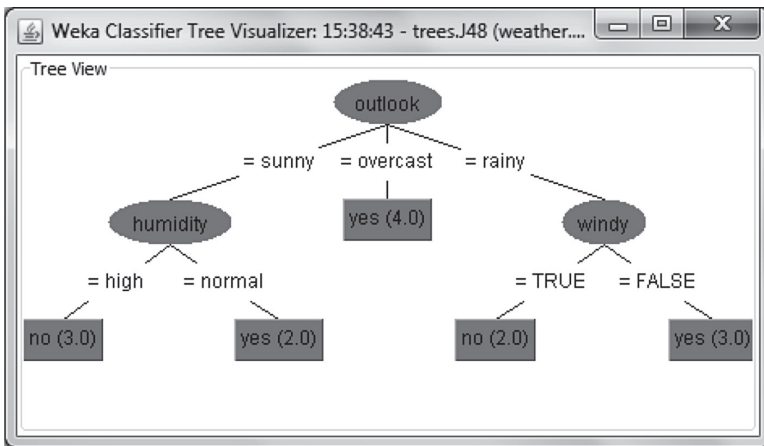 Weka Classifier Tree Visualizer: 15:38:43 - trees.J48 (weather....
Tree View
outlook
= sunny = overcast = rainy
humidity yes (4.0) windy
= high = normal = TRUE = FALSE
no (3.0) yes (2.0) no (2.0) yes (3.0)